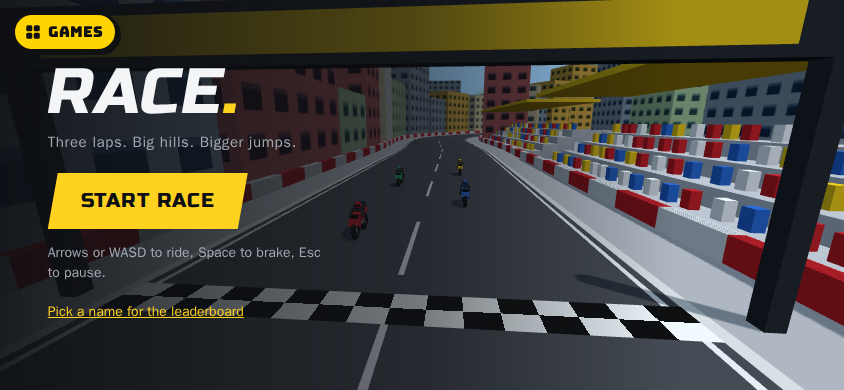 GAMES
RACE.
Three laps. Big hills. Bigger jumps.
START RACE
Arrows or WASD to ride, Space to brake, Esc
to pause.
Pick a name for the leaderboard